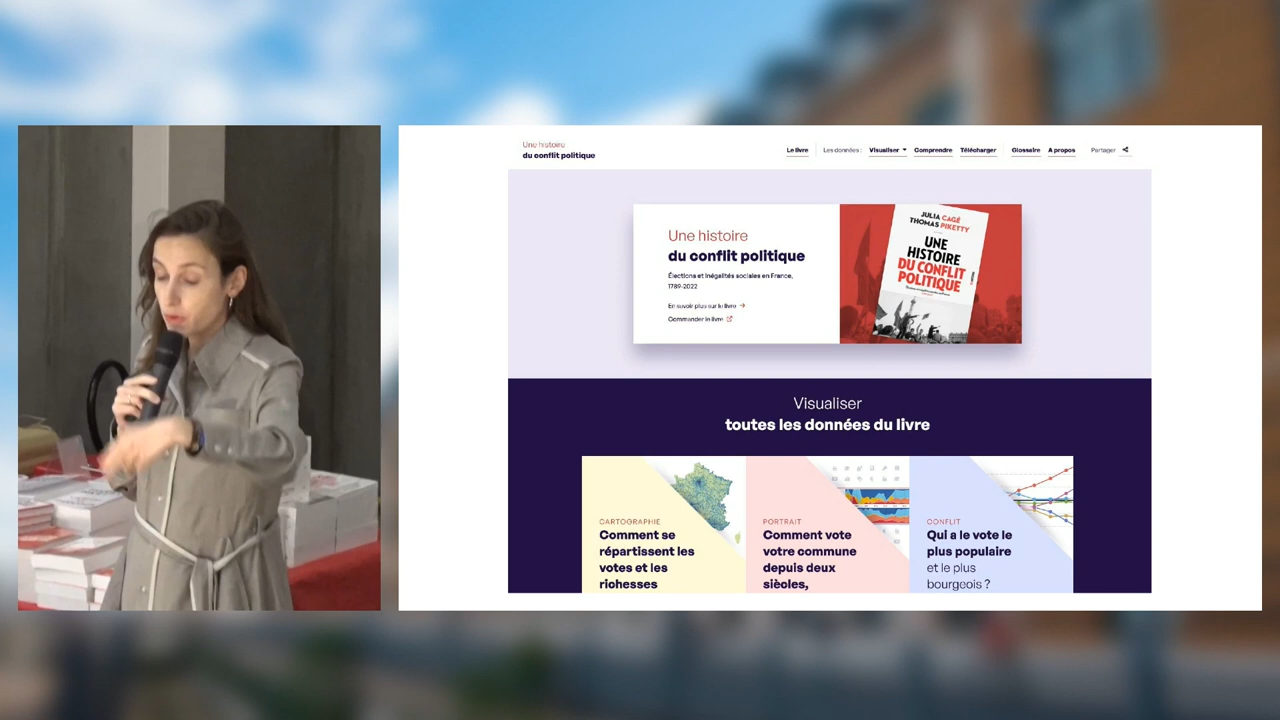 Une histoire
du conflit politique
Le livre
Les données :
Visualiser
Comprendre
Télécharger
Glossaire
A propos
Partager
Une histoire
du conflit politique
Élections et inégalités sociales en France,
1789-2022
En savoir plus sur le livre
Commander le livre
JULIA CAGÉ
THOMAS PIKETTY
UNE
HISTOIRE
DU CONFLIT
POLITIQUE
Visualiser
toutes les données du livre
CARTOGRAPHIE
Comment se
répartissent les
votes et les
richesses
PORTRAIT
Comment vote
votre commune
depuis deux
siècles,
CONFLIT
Qui a le vote le
plus populaire
et le plus
bourgeois ?